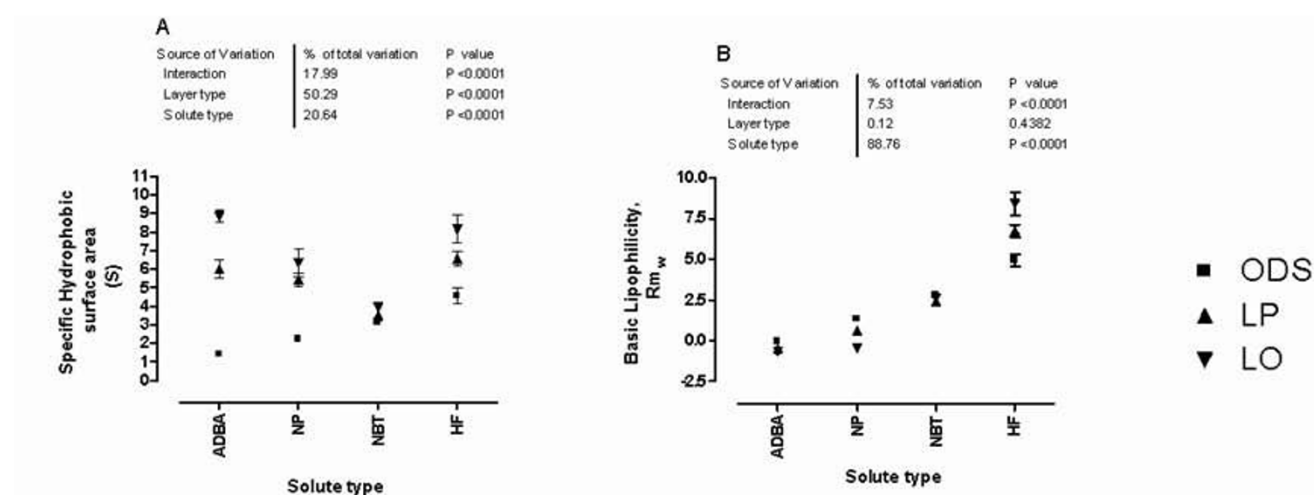 A
Source of Variation % of total variation P value
Interaction 17.99 P <0.0001
Layer type 50.29 P <0.0001
Solute type 20.64 P <0.0001
11
10
9
8
7
6
5
4
3
2
1
0
Specific Hydrophobic
surface area
(S)
ADBA NP NBT HF
Solute type
B
Source of Variation % of total variation P value
Interaction 7.53 P <0.0001
Layer type 0.12 0.4382
Solute type 88.76 P <0.0001
10.0
7.5
5.0
2.5
0.0
-2.5
Basic Lipophilicity,
Rm w
ADBA NP NBT HF
Solute type
ODS
LP
LO